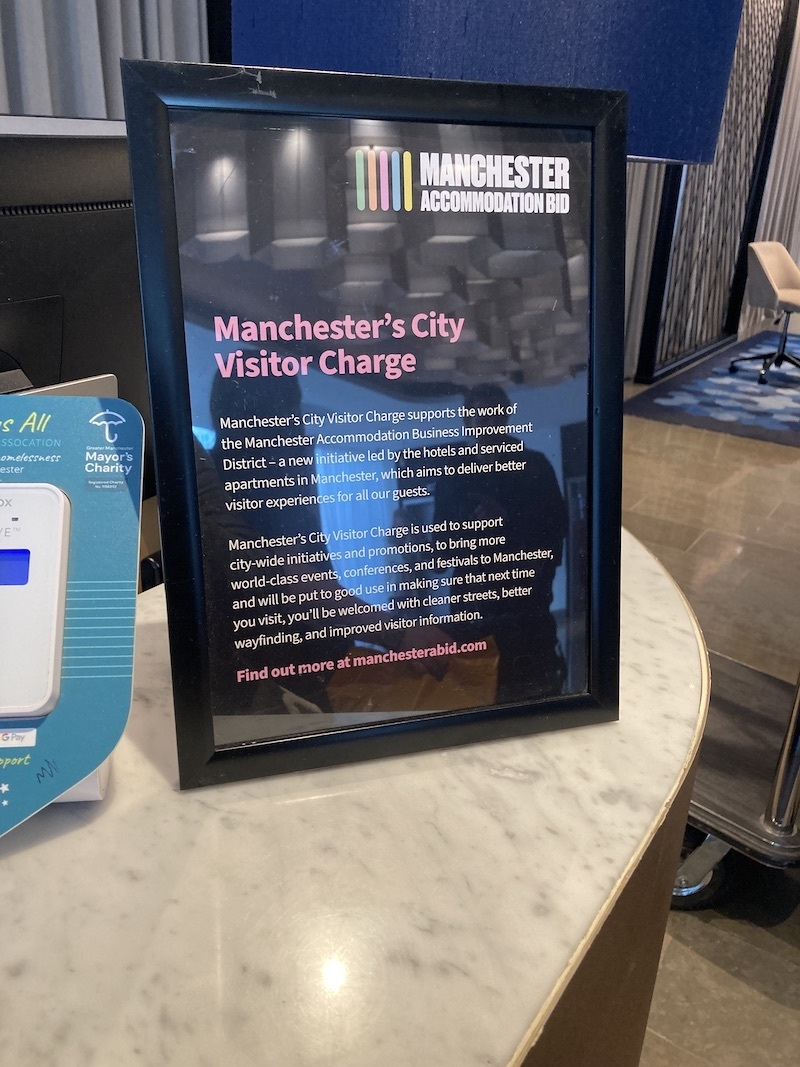 MANCHESTER
ACCOMMODATION BID
Manchester's City
Visitor Charge
Manchester's City Visitor Charge supports the work of
the Manchester Accommodation Business Improvement
District – a new initiative led by the hotels and serviced
apartments in Manchester, which aims to deliver better
visitor experiences for all our guests.
Manchester's City Visitor Charge is used to support
city-wide initiatives and promotions, to bring more
world-class events, conferences, and festivals to Manchester,
and will be put to good use in making sure that next time
you visit, you'll be welcomed with cleaner streets, better
wayfinding, and improved visitor information.
Find out more at manchesterabid.com
All
Greater Manchester
Mayor's
Charity
G Pay